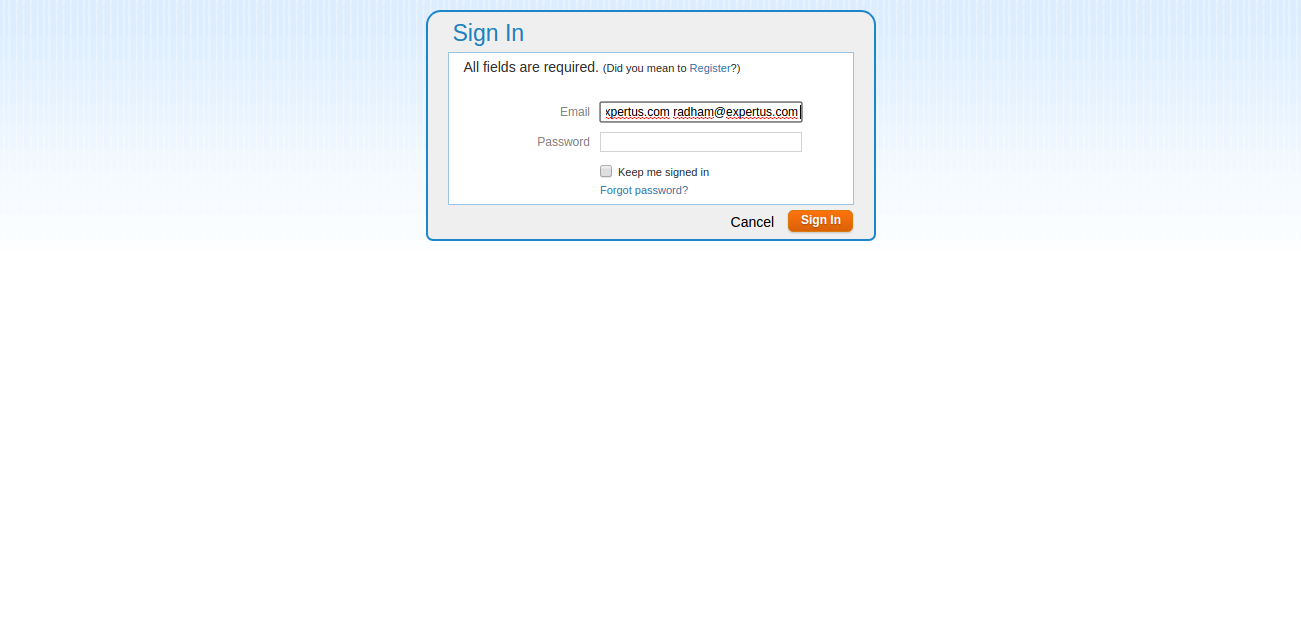 Sign In
All fields are required. (Did you mean to Register?)
Email xpertus.com radham@expertus.com
Password
Keep me signed in
Forgot password?
Cancel Sign In